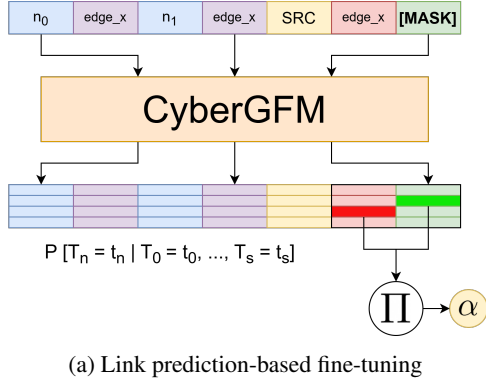 n₀ edge_x n₁ edge_x SRC edge_x [MASK]
CyberGFM
P [Tₙ = tₙ | T₀ = t₀, ..., Tₛ = tₛ]
∏ α
(a) Link prediction-based fine-tuning